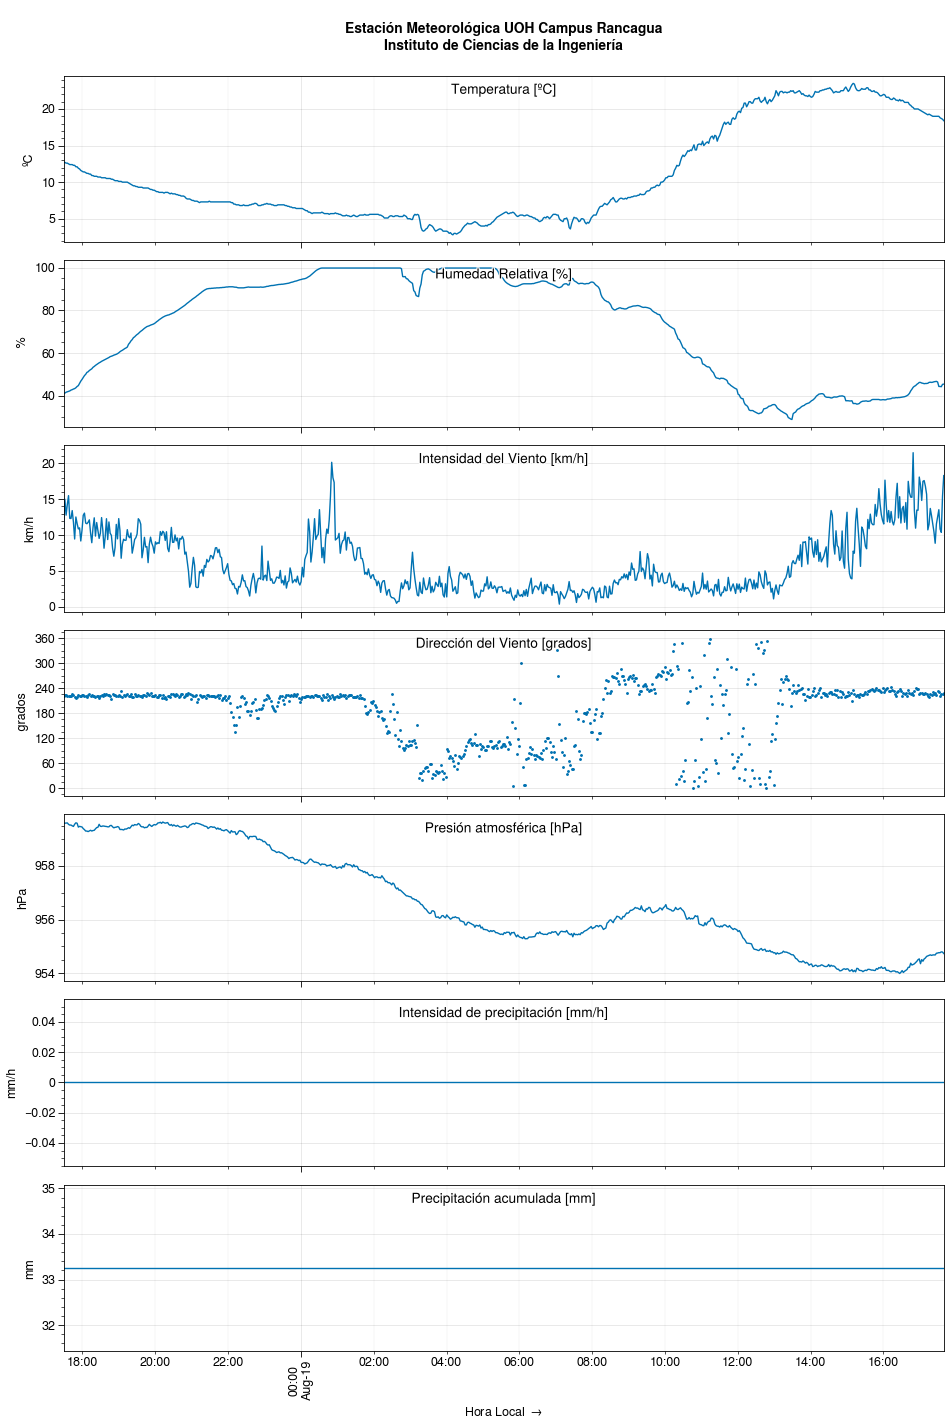 Estación Meteorológica UOH Campus Rancagua
Instituto de Ciencias de la Ingeniería
Temperatura [ºC]
20
15
10
5
ºC
Humedad Relativa [%]
100
80
60
40
%
Intensidad del Viento [km/h]
20
15
10
5
0
km/h
Dirección del Viento [grados]
360
300
240
180
120
60
0
grados
Presión atmosférica [hPa]
958
956
954
hPa
Intensidad de precipitación [mm/h]
0.04
0.02
0
−0.02
−0.04
mm/h
Precipitación acumulada [mm]
35
34
33
32
mm
18:00 20:00 22:00 00:00 02:00 04:00 06:00 08:00 10:00 12:00 14:00 16:00
Aug-19
Hora Local →